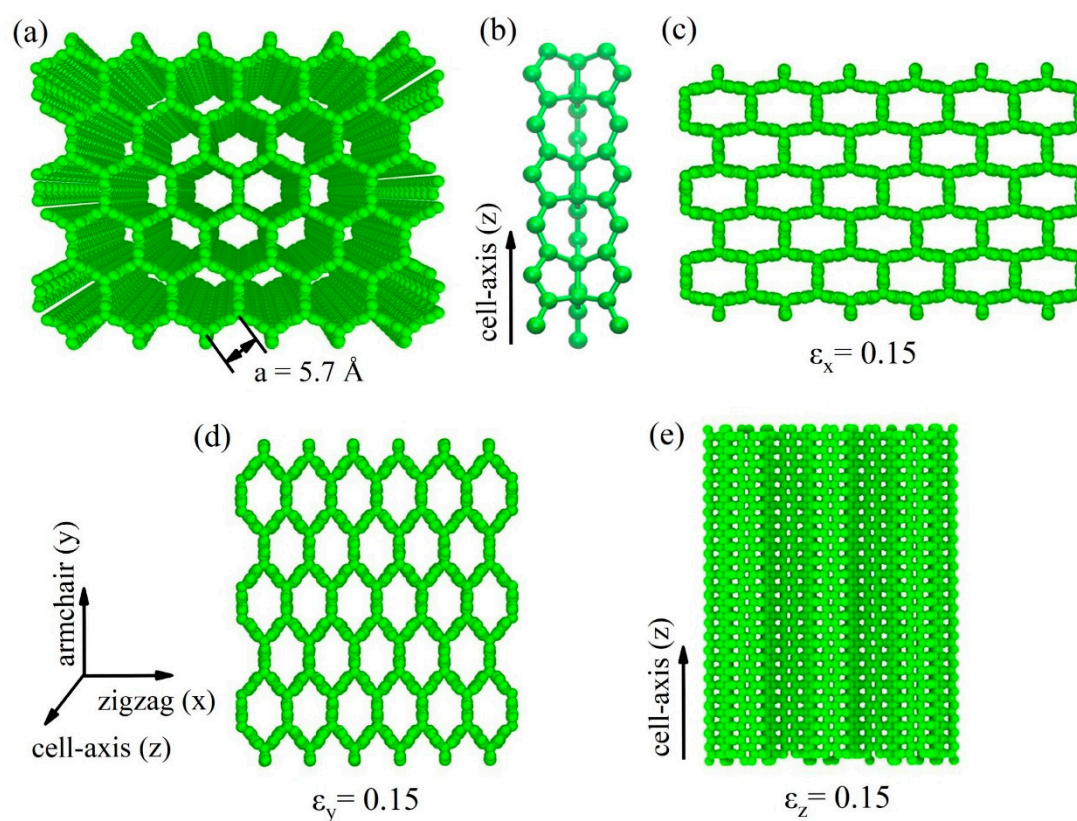 (a)
(b)
(c)
cell-axis (z)
a = 5.7 Å
εx= 0.15
(d)
(e)
armchair (y)
zigzag (x)
cell-axis (z)
cell-axis (z)
εy= 0.15
εz= 0.15